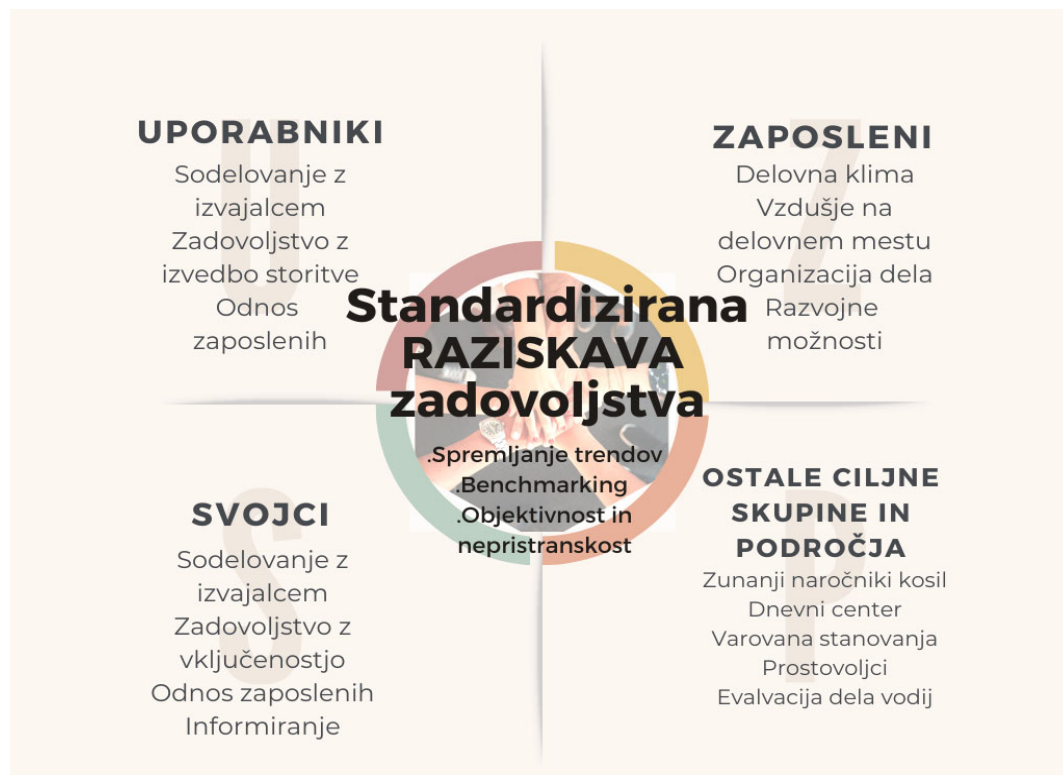 UPORABNIKI
Sodelovanje z
izvajalcem
Zadovoljstvo z
izvedbo storitve
Odnos
zaposlenih
ZAPOSLENI
Delovna klima
Vzdušje na
delovnem mestu
Organizacija dela
Razvojne
možnosti
Standardizirana
RAZISKAVA
zadovoljstva
.Spremljanje trendov
.Benchmarking
.Objektivnost in
nepristranskost
SVOJCI
Sodelovanje z
izvajalcem
Zadovoljstvo z
vključenostjo
Odnos zaposlenih
Informiranje
OSTALE CILJNE
SKUPINE IN
PODROČJA
Zunanji naročniki kosil
Dnevni center
Varovana stanovanja
Prostovoljci
Evalvacija dela vodij
U
Z
S
P